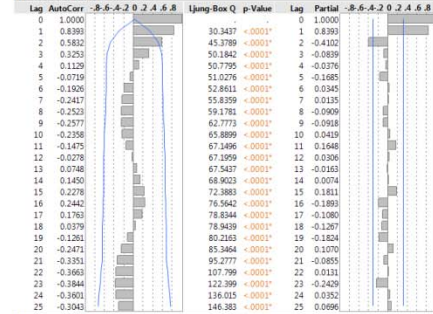 Lag AutoCorr -.8-.6-.4-.2 0 .2 .4 .6 .8 Ljung-Box Q p-Value Lag Partial -.8-.6-.4-.2 0 .2 .4 .6 .8
0 1.0000 . . 0 1.0000
1 0.8393 30.3437 <.0001* 1 0.8393
2 0.5832 45.3789 <.0001* 2 -0.4102
3 0.3253 50.1842 <.0001* 3 -0.0839
4 0.1129 50.7795 <.0001* 4 -0.0376
5 -0.0719 51.0276 <.0001* 5 -0.1685
6 -0.1926 52.8611 <.0001* 6 0.0345
7 -0.2417 55.8359 <.0001* 7 -0.0135
8 -0.2523 59.1781 <.0001* 8 -0.0909
9 -0.2577 62.7773 <.0001* 9 -0.0918
10 -0.2358 65.8899 <.0001* 10 0.0419
11 -0.1475 67.1496 <.0001* 11 0.1648
12 -0.0278 67.1959 <.0001* 12 0.0306
13 0.0748 67.5437 <.0001* 13 -0.0163
14 0.1450 68.9023 <.0001* 14 0.0074
15 0.2278 72.3883 <.0001* 15 0.1811
16 0.2442 76.5642 <.0001* 16 -0.1893
17 0.1763 78.8344 <.0001* 17 -0.1080
18 0.0379 78.9439 <.0001* 18 -0.1267
19 -0.1261 80.2163 <.0001* 19 -0.1824
20 -0.2471 85.3464 <.0001* 20 0.1070
21 -0.3351 95.2777 <.0001* 21 -0.0855
22 -0.3663 107.799 <.0001* 22 0.0131
23 -0.3844 122.399 <.0001* 23 -0.2429
24 -0.3601 136.015 <.0001* 24 0.0352
25 -0.3043 146.383 <.0001* 25 0.0696